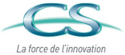 CS
La force de l'innovation